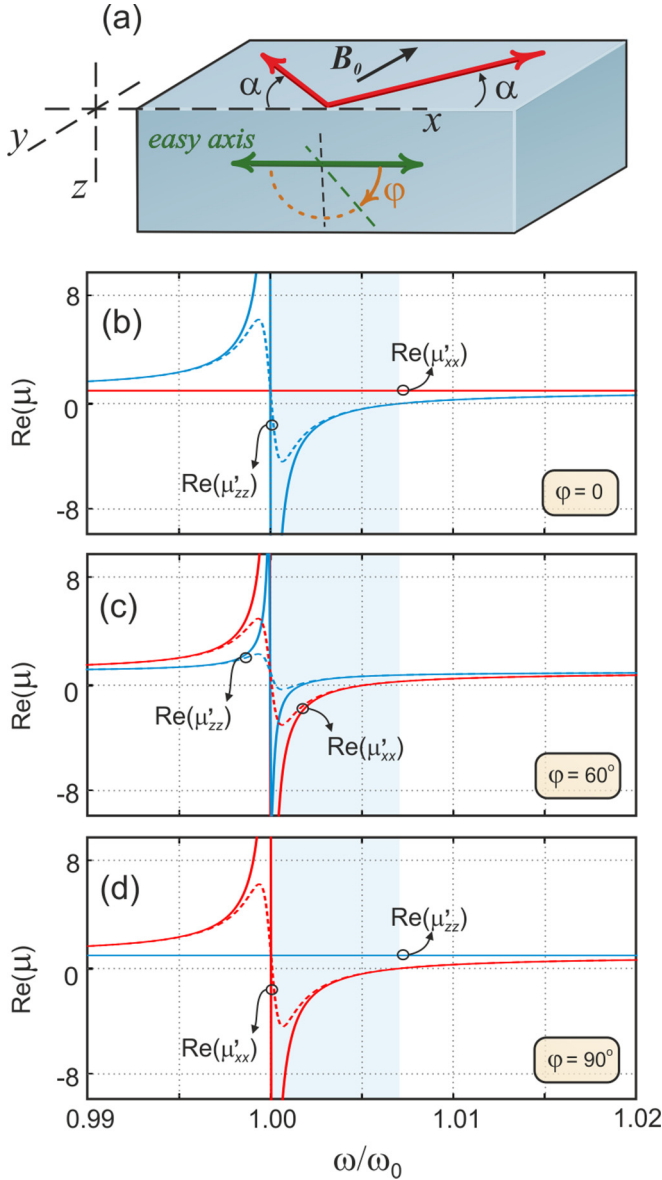 (a)
B₀
α
α
x
y
z
easy axis
φ
8
(b)
Re(μ'xx)
0
Re(μ)
Re(μ'zz)
φ = 0
-8
8
(c)
0
Re(μ)
Re(μ'zz)
Re(μ'xx)
φ = 60°
-8
8
(d)
Re(μ'zz)
0
Re(μ)
Re(μ'xx)
φ = 90°
-8
0.99 1.00 1.01 1.02
ω/ω₀